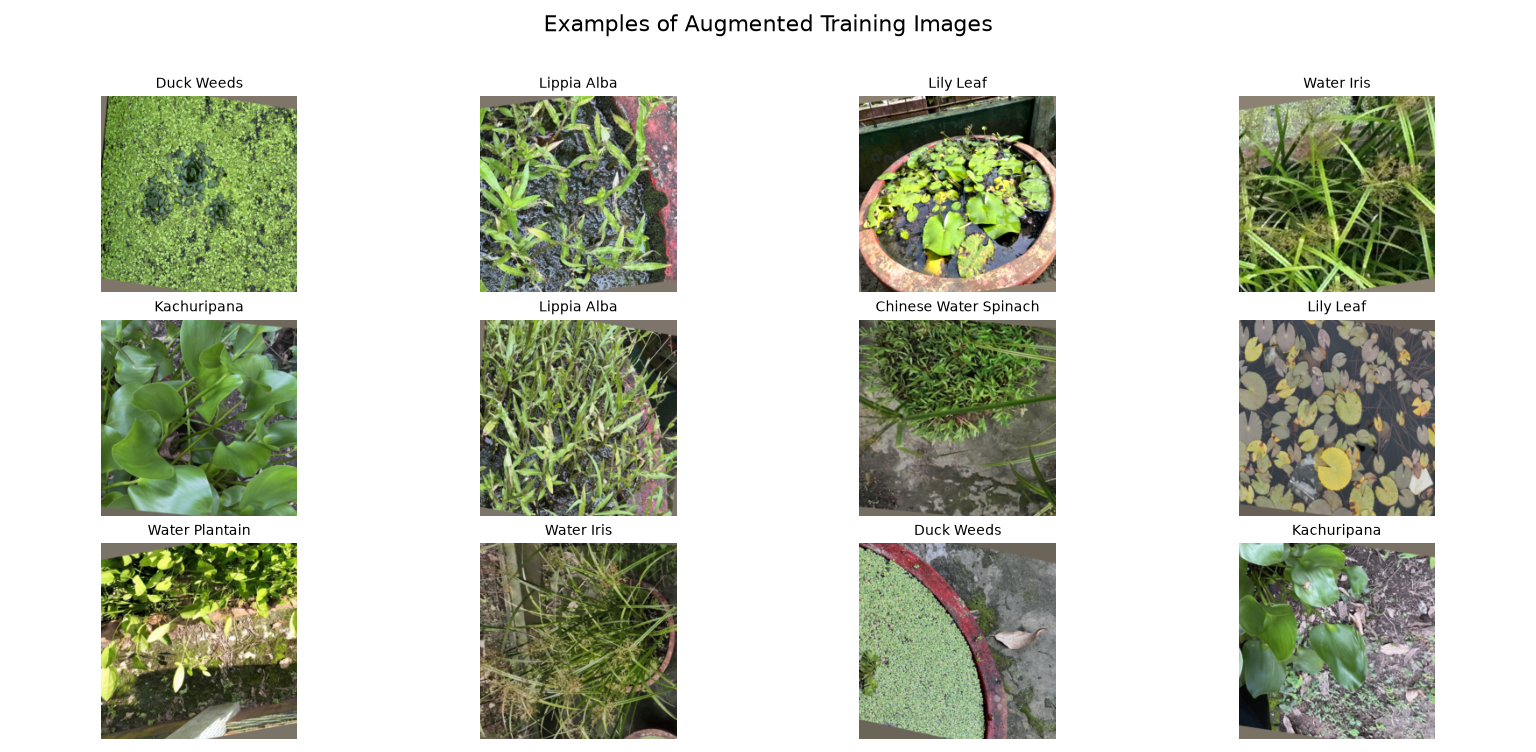 Examples of Augmented Training Images
Duck Weeds
Lippia Alba
Lily Leaf
Water Iris
Kachuripana
Lippia Alba
Chinese Water Spinach
Lily Leaf
Water Plantain
Water Iris
Duck Weeds
Kachuripana